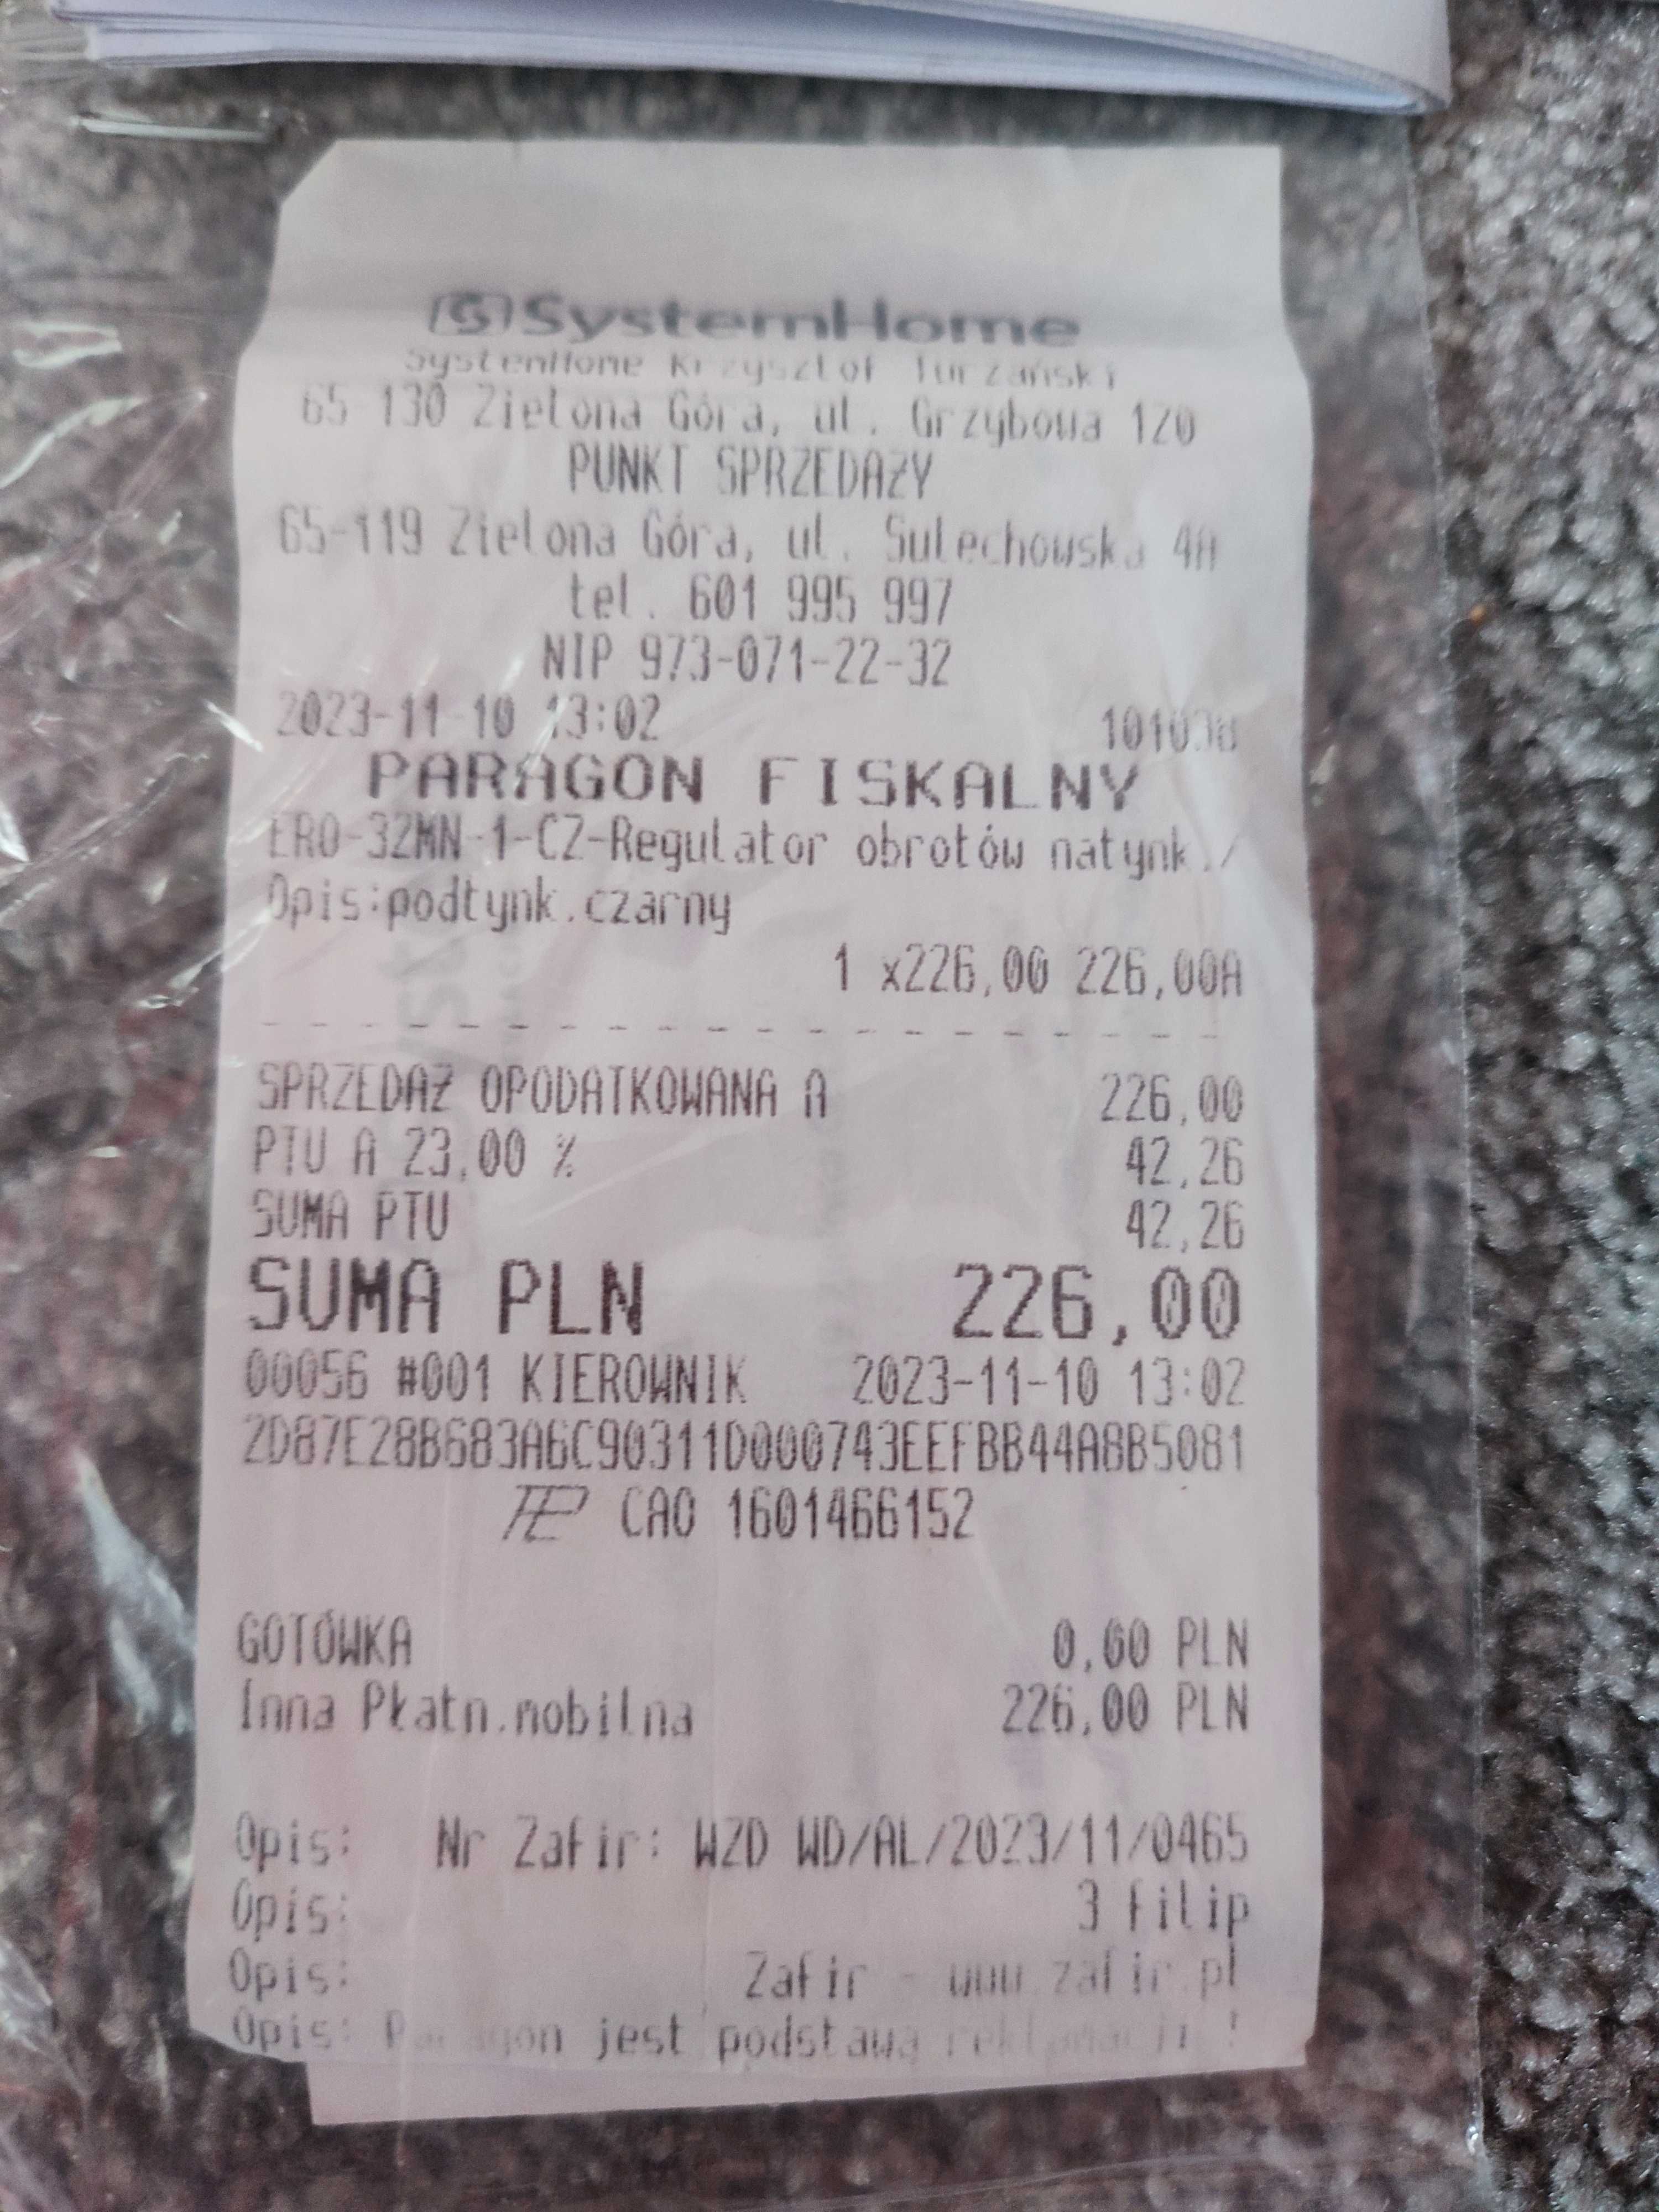 SystemHome
SystemHome Krzysztof Turzański
65-130 Zielona Góra, ul. Grzybowa 120
PUNKT SPRZEDAŻY
65-119 Zielona Góra, ul. Sulechowska 4A
tel. 601 995 997
NIP 973-071-22-32
2023-11-10 13:02
PARAGON FISKALNY
ERO-32MN-1-CZ-Regulator obrotów natynk./
Opis:podtynk.czarny
1 x226,00 226,00A
SPRZEDAŻ OPODATKOWANA A 226,00
PTU A 23,00 % 42,26
SUMA PTU 42,26
SUMA PLN 226,00
00056 #001 KIEROWNIK 2023-11-10 13:02
2D87E28B683A6C90311D000743EEFBB44A8B5081
CAO 1601466152
GOTÓWKA 0,00 PLN
Inna Płatn.mobilna 226,00 PLN
Opis: Nr Zafir: WZD WD/AL/2023/11/0465
Opis: 3 filip
Opis: Zafir - www.zafir.pl
Opis: Paragon jest podstawą reklamacji !